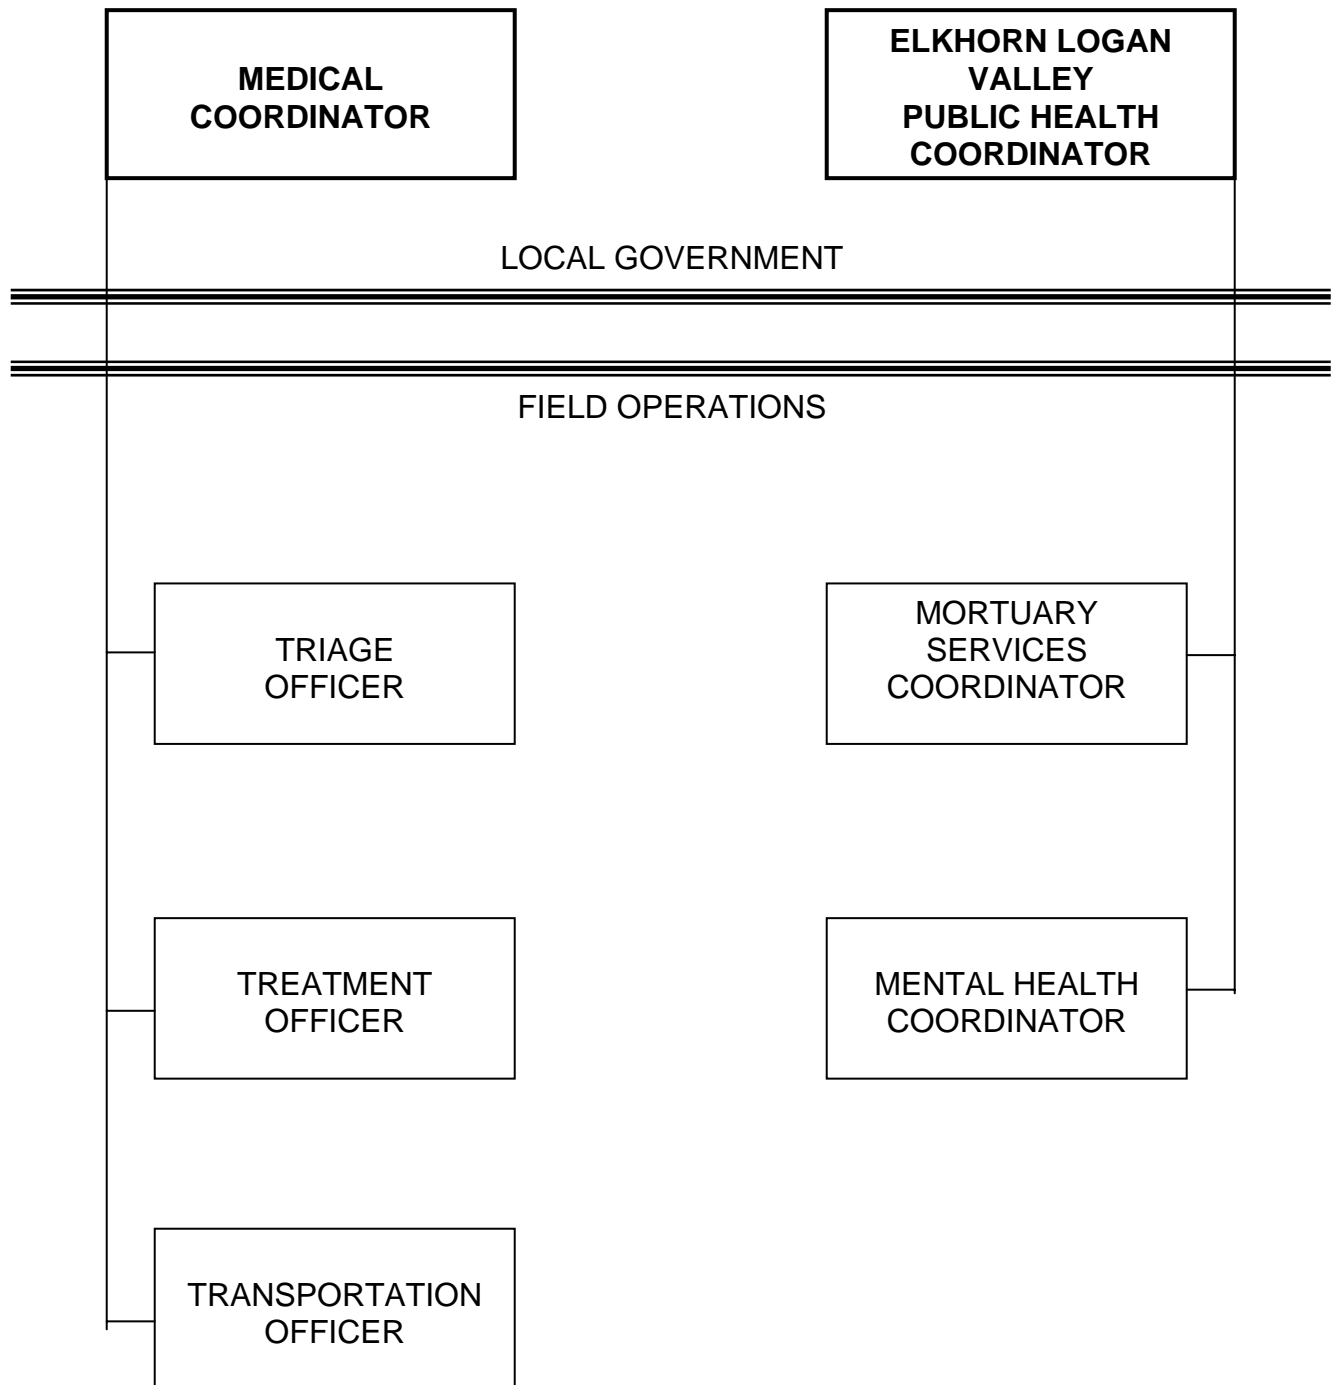 MEDICAL
COORDINATOR
ELKHORN LOGAN
VALLEY
PUBLIC HEALTH
COORDINATOR
LOCAL GOVERNMENT
FIELD OPERATIONS
TRIAGE
OFFICER
MORTUARY
SERVICES
COORDINATOR
TREATMENT
OFFICER
MENTAL HEALTH
COORDINATOR
TRANSPORTATION
OFFICER